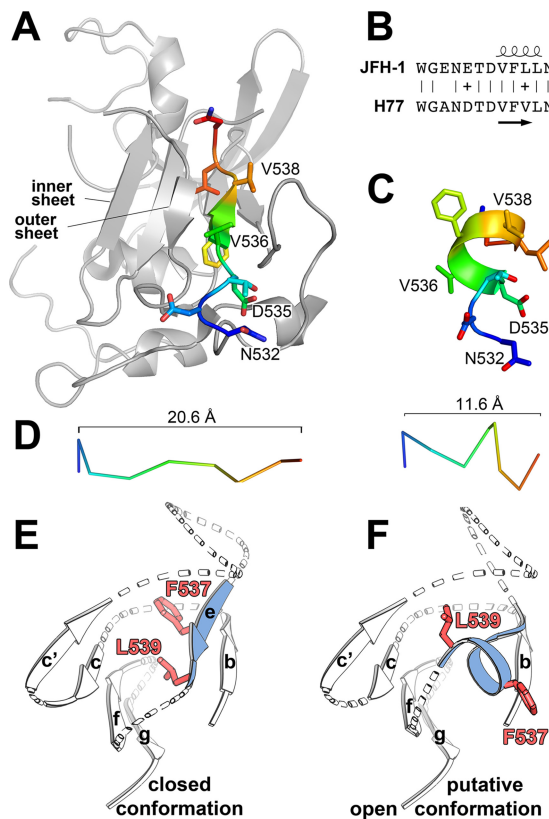 A
inner
sheet
outer
sheet
V538
V536
D535
N532
B
JFH-1 WGENETDVFLLN
|| |+||||+||
H77 WGANDTDVFVLN
C
V538
V536
D535
N532
D
20.6 Å
11.6 Å
E
F537
e
c'
c
L539
b
f
g
closed
conformation
F
L539
c'
c
b
F537
f
g
putative
open conformation